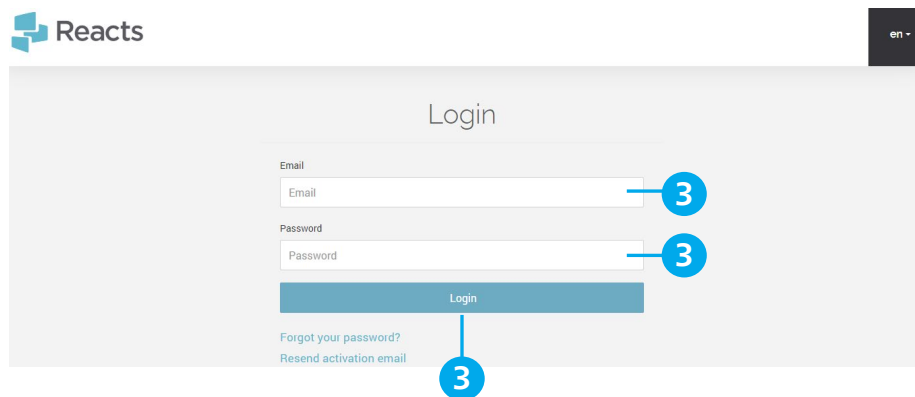 Reacts
en
Login
Email
Email
3
Password
Password
3
Login
Forgot your password?
Resend activation email
3